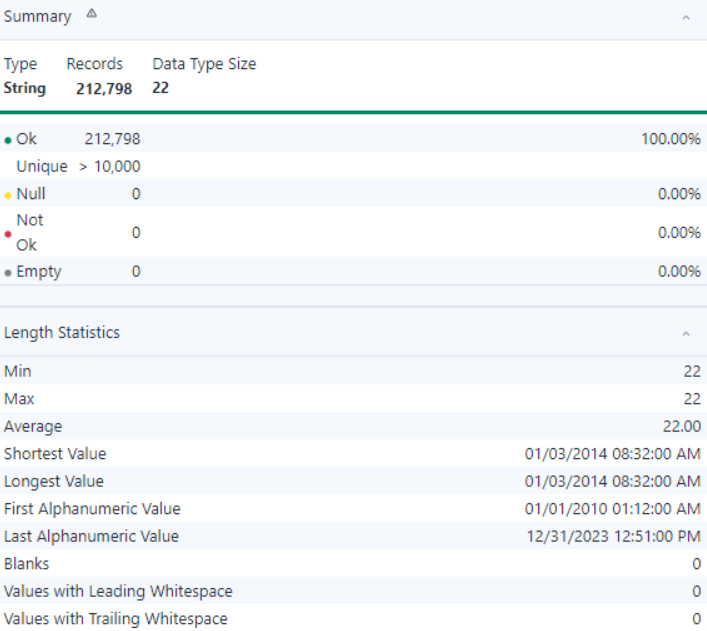 Summary
Type Records Data Type Size
String 212,798 22
Ok 212,798 100.00%
Unique > 10,000
Null 0 0.00%
Not
Ok 0 0.00%
Empty 0 0.00%
Length Statistics
Min 22
Max 22
Average 22.00
Shortest Value 01/03/2014 08:32:00 AM
Longest Value 01/03/2014 08:32:00 AM
First Alphanumeric Value 01/01/2010 01:12:00 AM
Last Alphanumeric Value 12/31/2023 12:51:00 PM
Blanks 0
Values with Leading Whitespace 0
Values with Trailing Whitespace 0